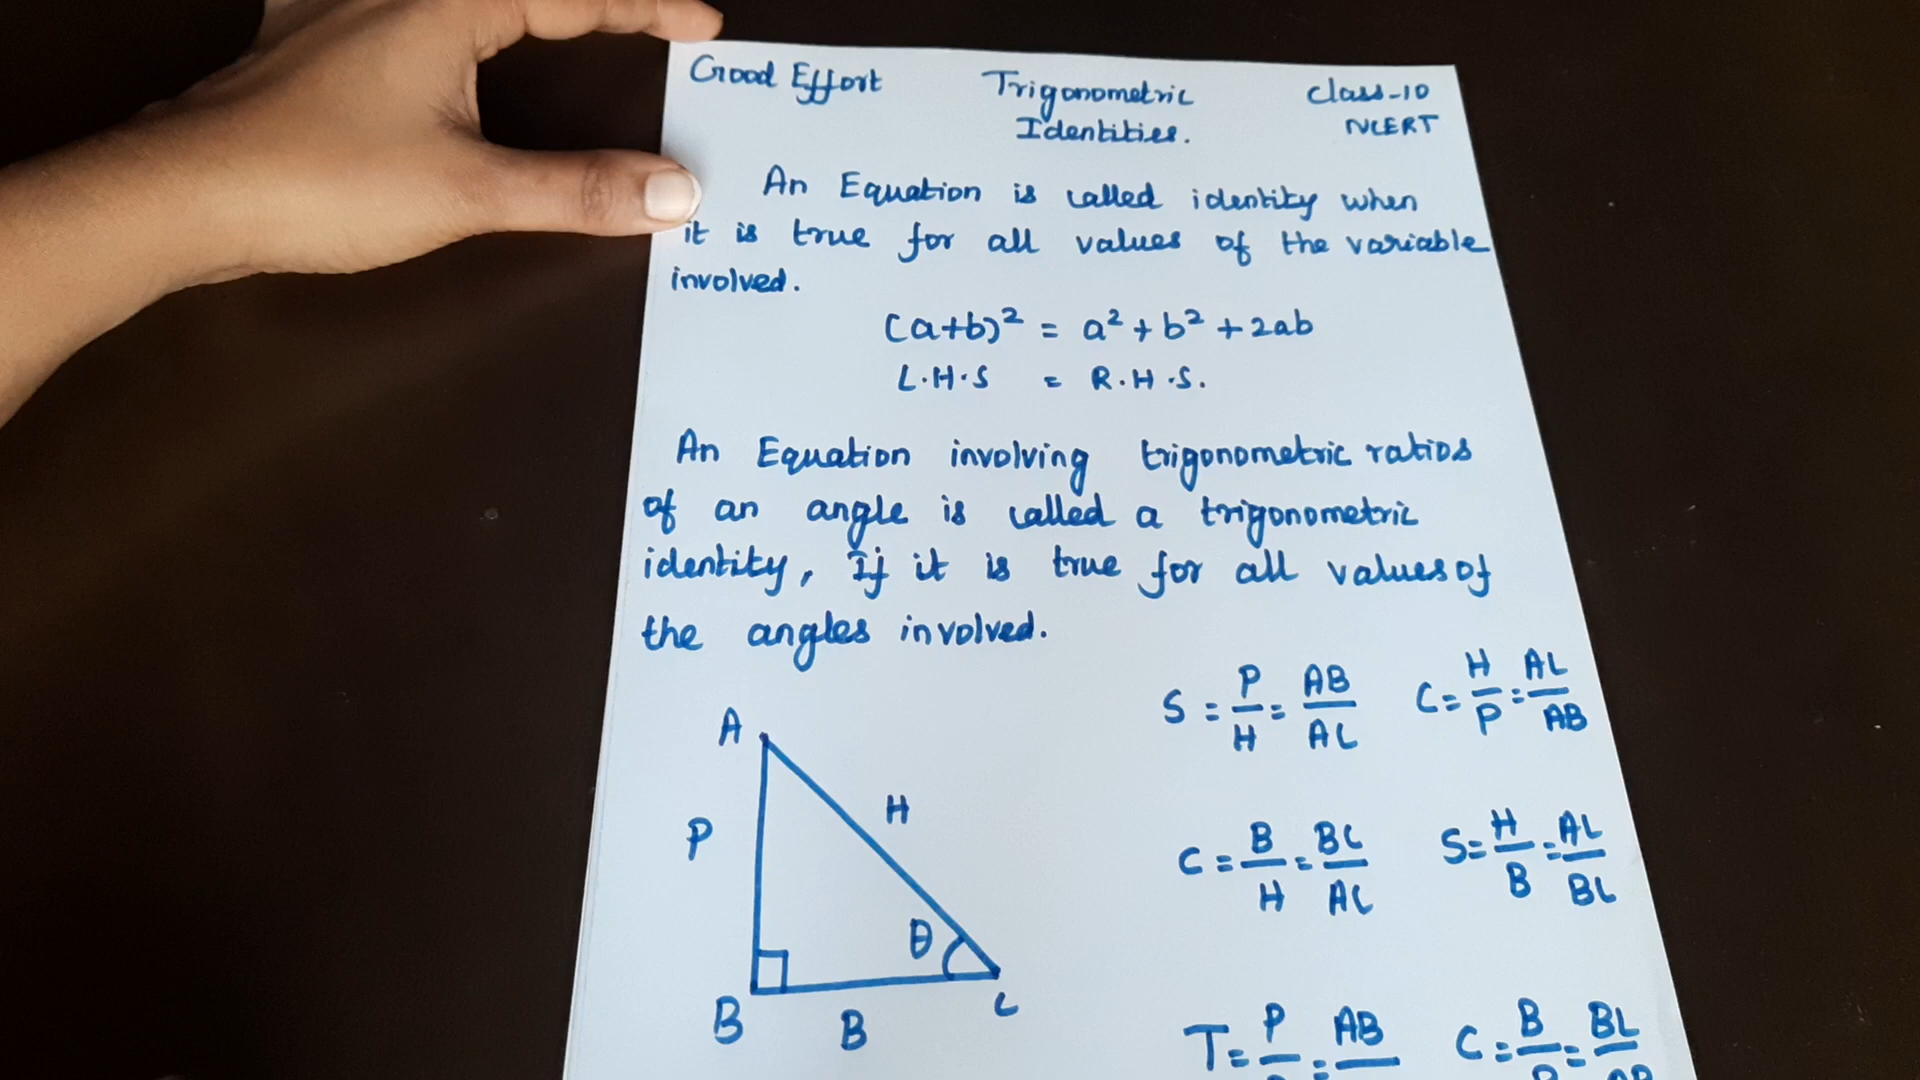 Good Effort
Trigonometric
Identities.
Class-10
NCERT
An Equation is called identity when
it is true for all values of the variable
involved.
(a+b)² = a² + b² + 2ab
L.H.S = R.H.S.
An Equation involving trigonometric ratios
of an angle is called a trigonometric
identity, If it is true for all values of
the angles involved.
A
P
H
θ
B
B
C
S = P/H = AB/AC
C = H/P = AC/AB
C = B/H = BC/AC
S = H/B = AC/BC
T = P/ = AB/
C = B/P = BC/AB